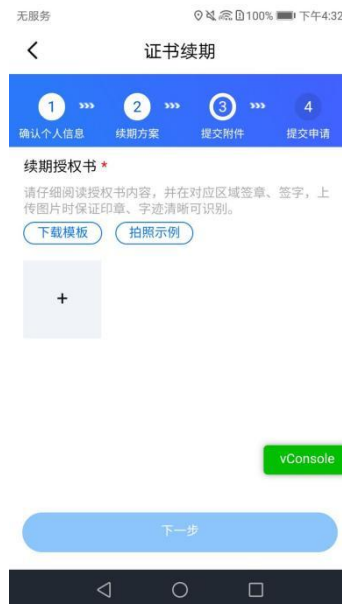 无服务 100% 下午4:32
证书续期
1 2 3 4
确认个人信息 续期方案 提交附件 提交申请
续期授权书 *
请仔细阅读授权书内容，并在对应区域签章、签字，上
传图片时保证印章、字迹清晰可识别。
下载模板 拍照示例
+
vConsole
下一步